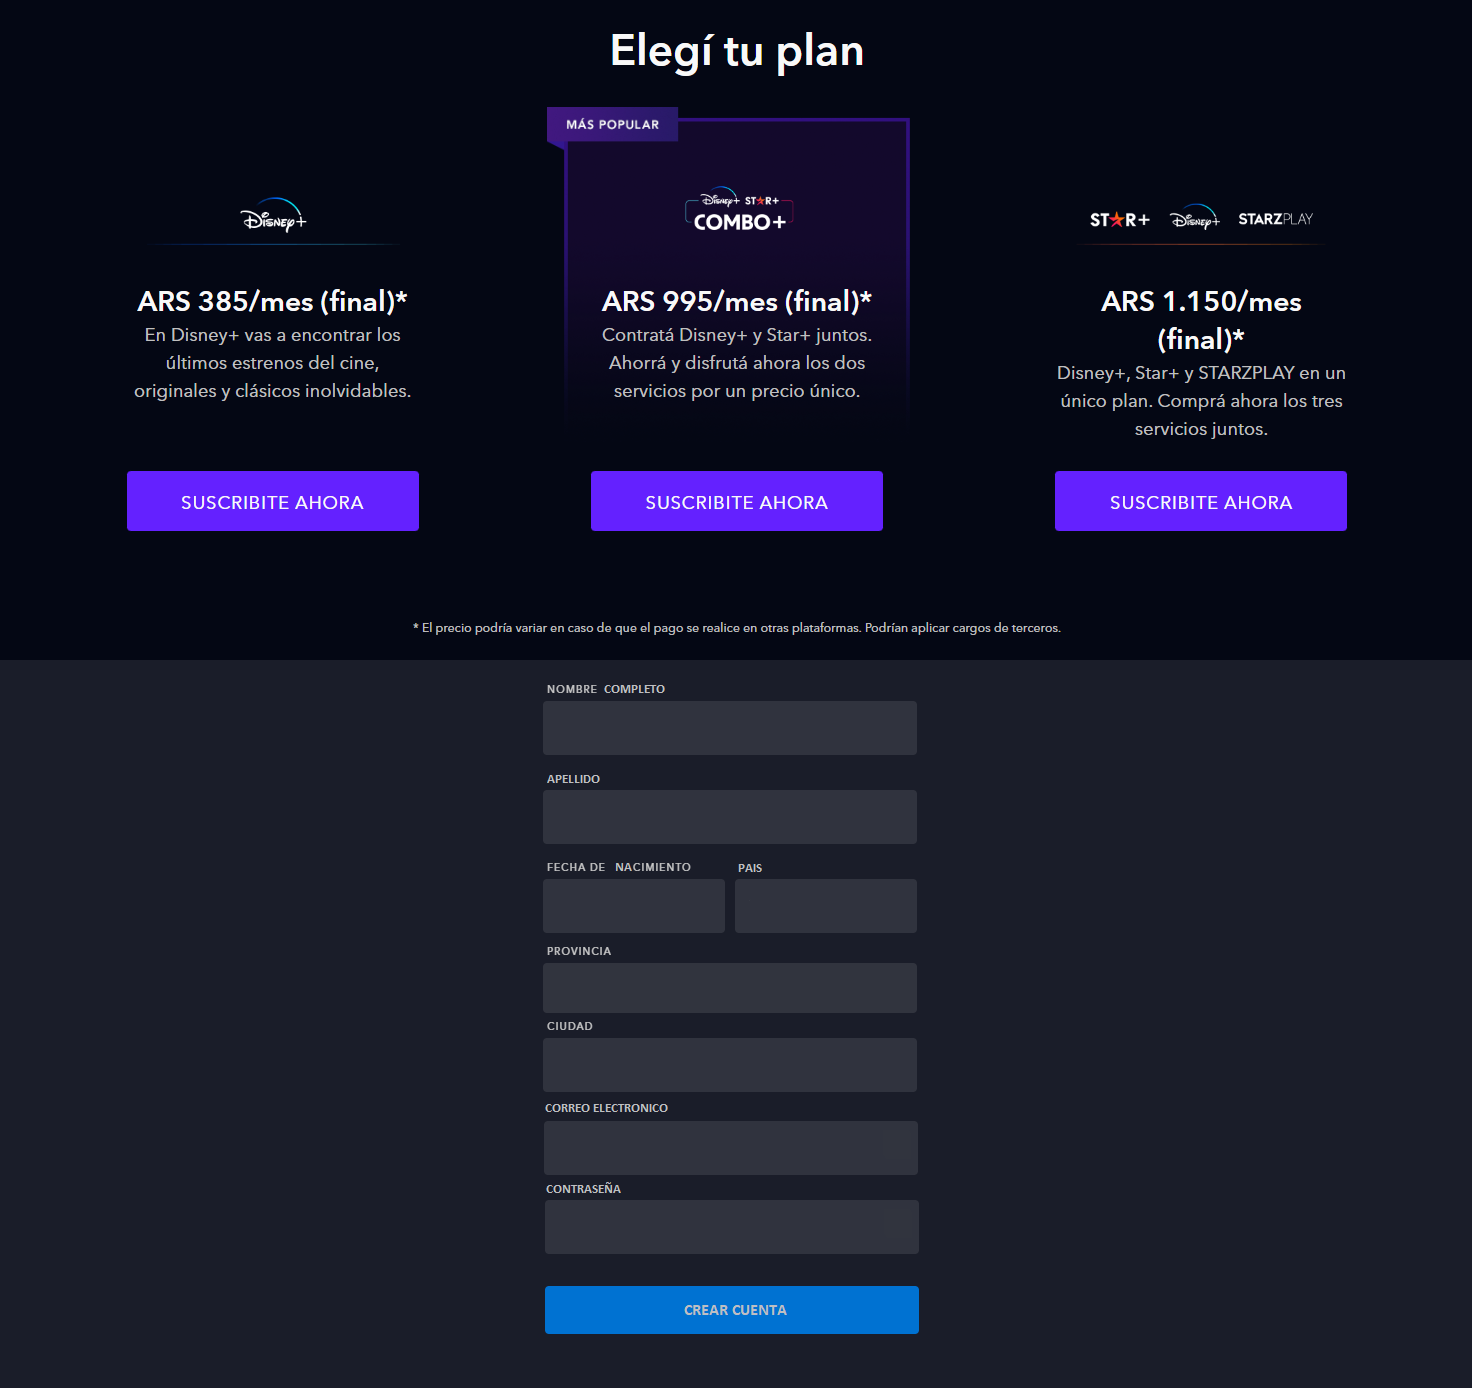 Elegí tu plan
MÁS POPULAR
Disney+
ARS 385/mes (final)*
En Disney+ vas a encontrar los
últimos estrenos del cine,
originales y clásicos inolvidables.
SUSCRIBITE AHORA
Disney+ STAR+
COMBO+
ARS 995/mes (final)*
Contratá Disney+ y Star+ juntos.
Ahorrá y disfrutá ahora los dos
servicios por un precio único.
SUSCRIBITE AHORA
STAR+ Disney+ STARZPLAY
ARS 1.150/mes
(final)*
Disney+, Star+ y STARZPLAY en un
único plan. Comprá ahora los tres
servicios juntos.
SUSCRIBITE AHORA
* El precio podría variar en caso de que el pago se realice en otras plataformas. Podrían aplicar cargos de terceros.
NOMBRE COMPLETO
APELLIDO
FECHA DE NACIMIENTO PAIS
PROVINCIA
CIUDAD
CORREO ELECTRONICO
CONTRASEÑA
CREAR CUENTA